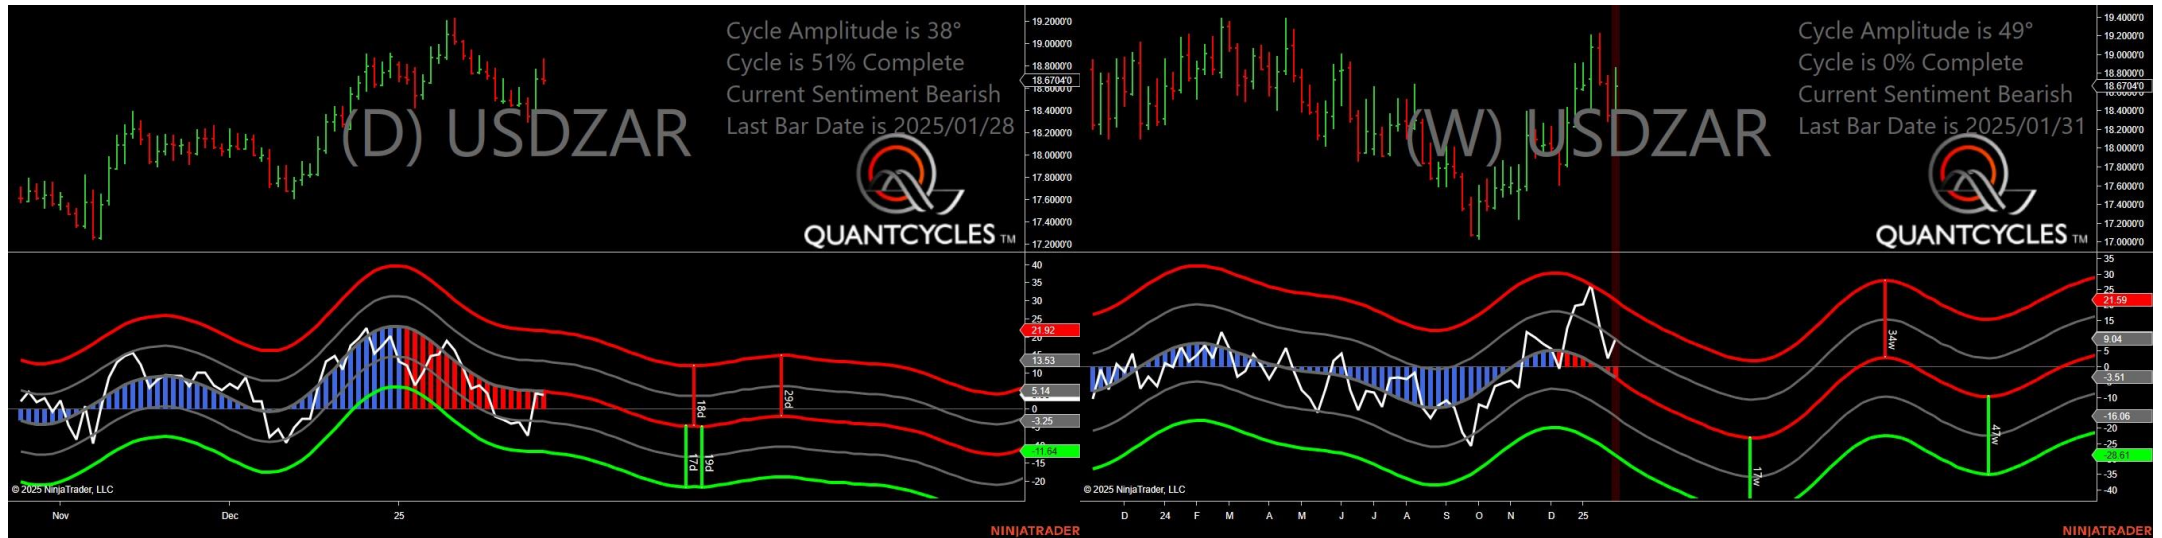 Cycle Amplitude is 38°
Cycle is 51% Complete
Current Sentiment Bearish
Last Bar Date is 2025/01/28
(D) USDZAR
QUANTCYCLES TM
19.2000'0
19.0000'0
18.8000'0
18.6704'0
18.4000'0
18.2000'0
18.0000'0
17.8000'0
17.6000'0
17.4000'0
17.2000'0
40
35
30
25
21.92
13.53
10
5.14
0
-3.25
-11.64
-15
-20
18d
29d
17d
19d
© 2025 NinjaTrader, LLC
Nov
Dec
25
NINJATRADER
Cycle Amplitude is 49°
Cycle is 0% Complete
Current Sentiment Bearish
Last Bar Date is 2025/01/31
(W) USDZAR
QUANTCYCLES TM
19.4000'0
19.2000'0
19.0000'0
18.8000'0
18.6704'0
18.4000'0
18.2000'0
18.0000'0
17.8000'0
17.6000'0
17.4000'0
17.2000'0
17.0000'0
35
30
25
21.59
15
9.04
5
-3.51
-10
-16.06
-20
-25
-28.61
-35
-40
34w
47w
17w
© 2025 NinjaTrader, LLC
D
24
F
M
A
M
J
J
A
S
O
N
D
25
NINJATRADER